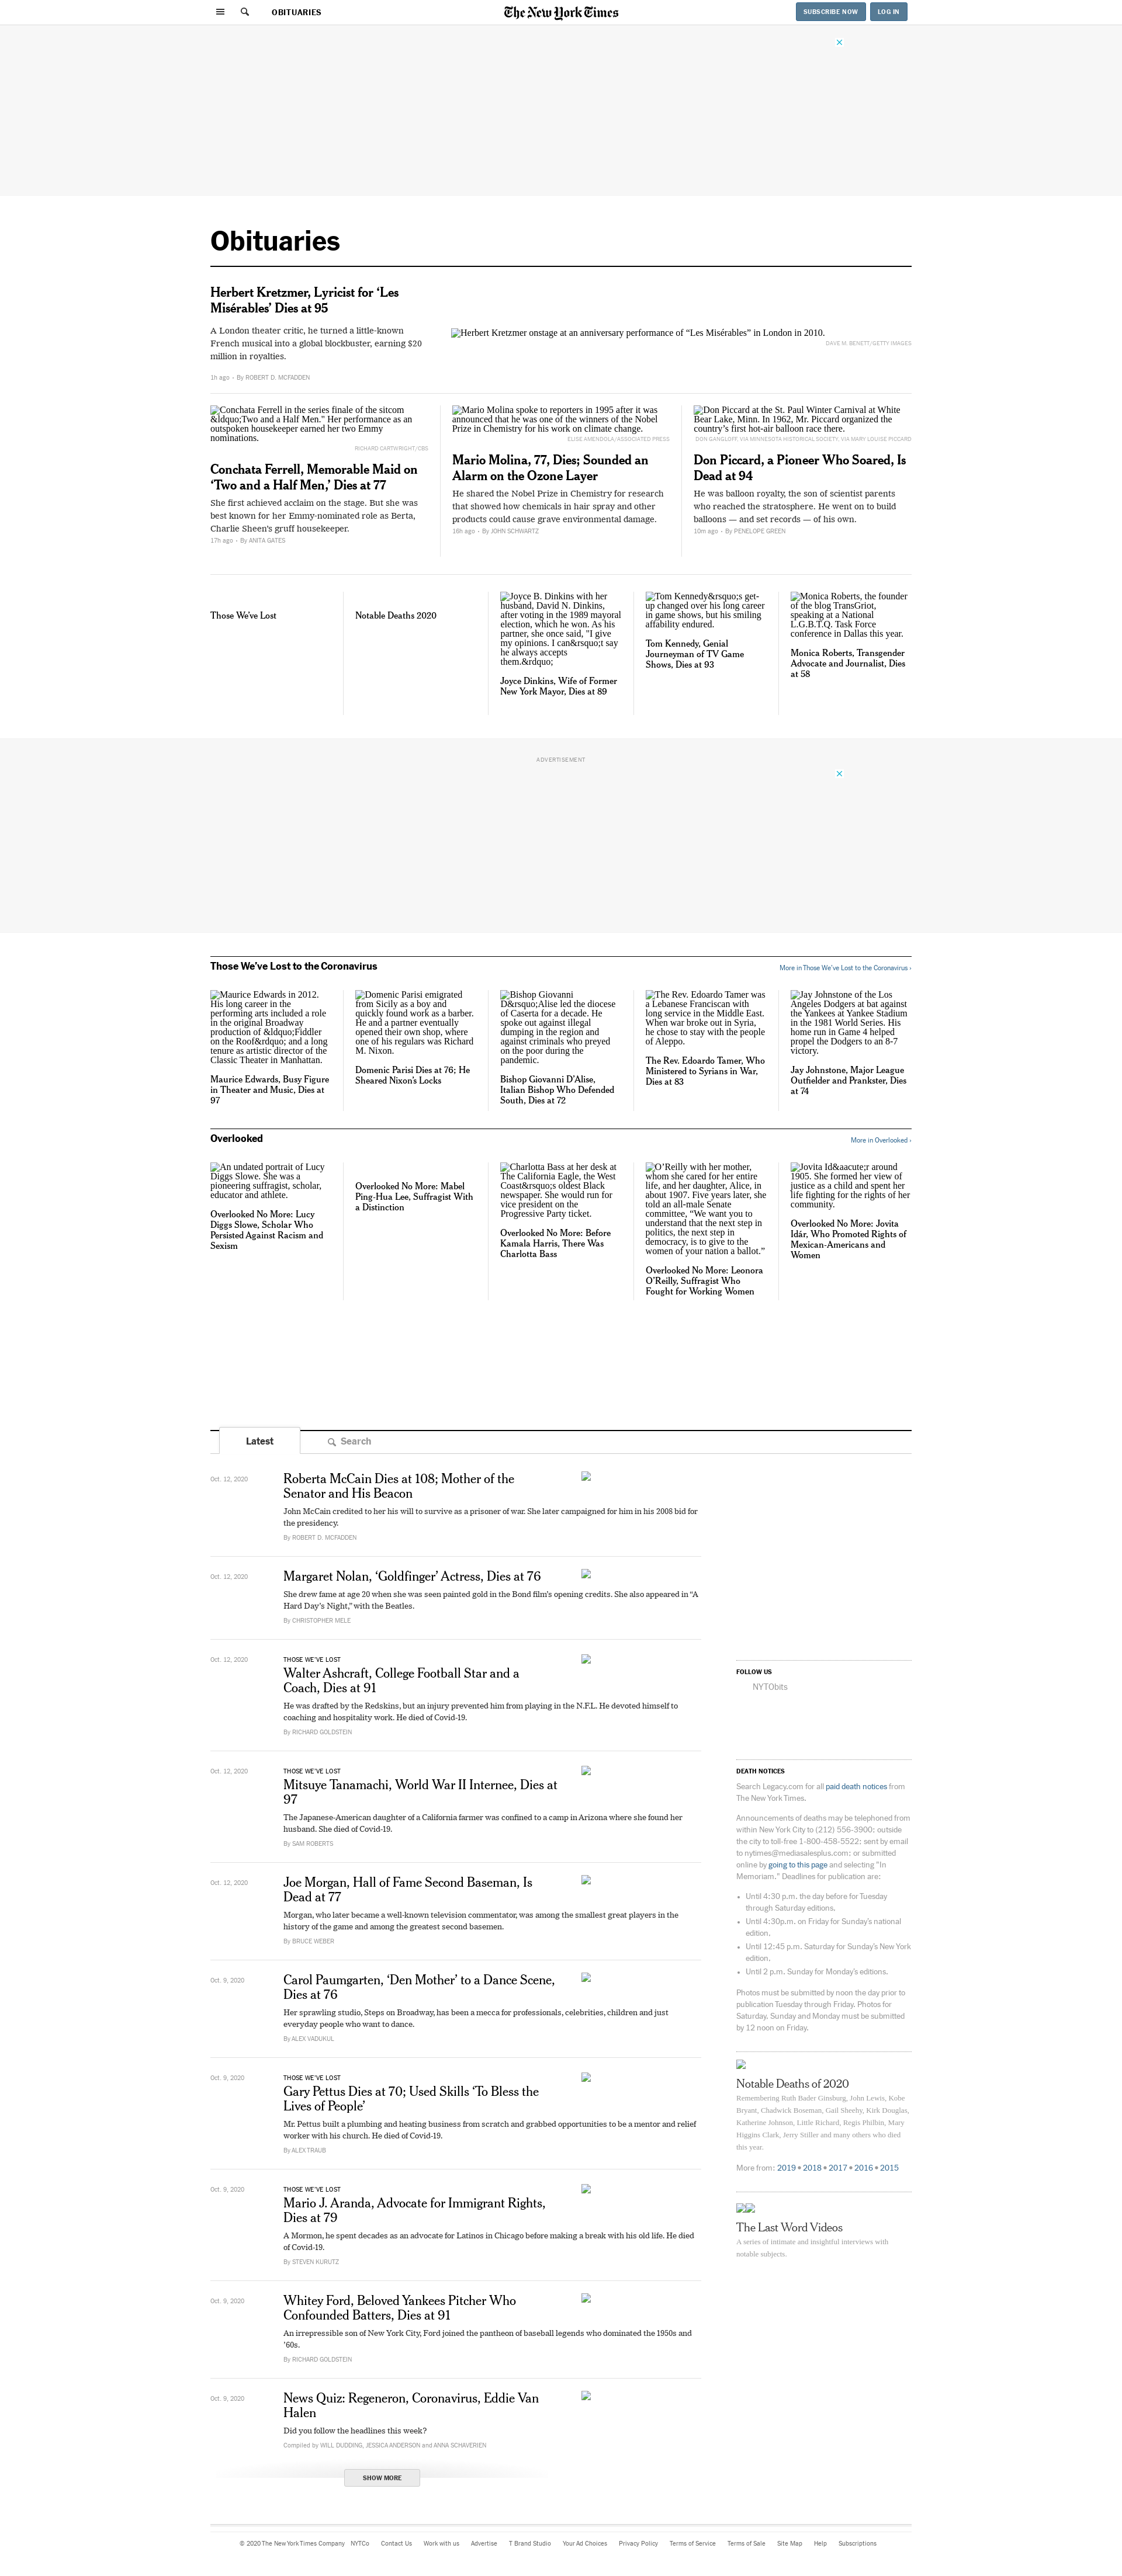 OBITUARIES
The New York Times
SUBSCRIBE NOW
LOG IN
Obituaries
Herbert Kretzmer, Lyricist for ‘Les
Misérables’ Dies at 95
A London theater critic, he turned a little-known
French musical into a global blockbuster, earning $20
million in royalties.
1h ago - By ROBERT D. MCFADDEN
Herbert Kretzmer onstage at an anniversary performance of “Les Misérables” in London in 2010.
DAVE M. BENETT/GETTY IMAGES
Conchata Ferrell in the series finale of the sitcom
&ldquo;Two and a Half Men." Her performance as an
outspoken housekeeper earned her two Emmy
nominations.
RICHARD CARTWRIGHT/CBS
Conchata Ferrell, Memorable Maid on
‘Two and a Half Men,’ Dies at 77
She first achieved acclaim on the stage. But she was
best known for her Emmy-nominated role as Berta,
Charlie Sheen’s gruff housekeeper.
17h ago - By ANITA GATES
Mario Molina spoke to reporters in 1995 after it was
announced that he was one of the winners of the Nobel
Prize in Chemistry for his work on climate change.
ELISE AMENDOLA/ASSOCIATED PRESS
Mario Molina, 77, Dies; Sounded an
Alarm on the Ozone Layer
He shared the Nobel Prize in Chemistry for research
that showed how chemicals in hair spray and other
products could cause grave environmental damage.
16h ago - By JOHN SCHWARTZ
Don Piccard at the St. Paul Winter Carnival at White
Bear Lake, Minn. In 1962, Mr. Piccard organized the
country’s first hot-air balloon race there.
DON GANGLOFF, VIA MINNESOTA HISTORICAL SOCIETY, VIA MARY LOUISE PICCARD
Don Piccard, a Pioneer Who Soared, Is
Dead at 94
He was balloon royalty, the son of scientist parents
who reached the stratosphere. He went on to build
balloons — and set records — of his own.
10m ago - By PENELOPE GREEN
Those We’ve Lost
Notable Deaths 2020
Joyce B. Dinkins with her
husband, David N. Dinkins,
after voting in the 1989 mayoral
election, which he won. As his
partner, she once said, "I give
my opinions. I can&rsquo;t say
he always accepts
them.&rdquo;
Joyce Dinkins, Wife of Former
New York Mayor, Dies at 89
Tom Kennedy&rsquo;s get-
up changed over his long career
in game shows, but his smiling
affability endured.
Tom Kennedy, Genial
Journeyman of TV Game
Shows, Dies at 93
Monica Roberts, the founder
of the blog TransGriot,
speaking at a National
L.G.B.T.Q. Task Force
conference in Dallas this year.
Monica Roberts, Transgender
Advocate and Journalist, Dies
at 58
ADVERTISEMENT
Those We’ve Lost to the Coronavirus
More in Those We’ve Lost to the Coronavirus ›
Maurice Edwards in 2012.
His long career in the
performing arts included a role
in the original Broadway
production of &ldquo;Fiddler
on the Roof&rdquo; and a long
tenure as artistic director of the
Classic Theater in Manhattan.
Maurice Edwards, Busy Figure
in Theater and Music, Dies at
97
Domenic Parisi emigrated
from Sicily as a boy and
quickly found work as a barber.
He and a partner eventually
opened their own shop, where
one of his regulars was Richard
M. Nixon.
Domenic Parisi Dies at 76; He
Sheared Nixon’s Locks
Bishop Giovanni
D&rsquo;Alise led the diocese
of Caserta for a decade. He
spoke out against illegal
dumping in the region and
against criminals who preyed
on the poor during the
pandemic.
Bishop Giovanni D’Alise,
Italian Bishop Who Defended
South, Dies at 72
The Rev. Edoardo Tamer was
a Lebanese Franciscan with
long service in the Middle East.
When war broke out in Syria,
he chose to stay with the people
of Aleppo.
The Rev. Edoardo Tamer, Who
Ministered to Syrians in War,
Dies at 83
Jay Johnstone of the Los
Angeles Dodgers at bat against
the Yankees at Yankee Stadium
in the 1981 World Series. His
home run in Game 4 helped
propel the Dodgers to an 8-7
victory.
Jay Johnstone, Major League
Outfielder and Prankster, Dies
at 74
Overlooked
More in Overlooked ›
An undated portrait of Lucy
Diggs Slowe. She was a
pioneering suffragist, scholar,
educator and athlete.
Overlooked No More: Lucy
Diggs Slowe, Scholar Who
Persisted Against Racism and
Sexism
Overlooked No More: Mabel
Ping-Hua Lee, Suffragist With
a Distinction
Charlotta Bass at her desk at
The California Eagle, the West
Coast&rsquo;s oldest Black
newspaper. She would run for
vice president on the
Progressive Party ticket.
Overlooked No More: Before
Kamala Harris, There Was
Charlotta Bass
O’Reilly with her mother,
whom she cared for her entire
life, and her daughter, Alice, in
about 1907. Five years later, she
told an all-male Senate
committee, “We want you to
understand that the next step in
politics, the next step in
democracy, is to give to the
women of your nation a ballot.”
Overlooked No More: Leonora
O’Reilly, Suffragist Who
Fought for Working Women
Jovita Id&aacute;r around
1905. She formed her view of
justice as a child and spent her
life fighting for the rights of her
community.
Overlooked No More: Jovita
Idár, Who Promoted Rights of
Mexican-Americans and
Women
Latest
Search
Oct. 12, 2020
Roberta McCain Dies at 108; Mother of the
Senator and His Beacon
John McCain credited to her his will to survive as a prisoner of war. She later campaigned for him in his 2008 bid for
the presidency.
By ROBERT D. MCFADDEN
Oct. 12, 2020
Margaret Nolan, ‘Goldfinger’ Actress, Dies at 76
She drew fame at age 20 when she was seen painted gold in the Bond film’s opening credits. She also appeared in “A
Hard Day’s Night,” with the Beatles.
By CHRISTOPHER MELE
Oct. 12, 2020
THOSE WE’VE LOST
Walter Ashcraft, College Football Star and a
Coach, Dies at 91
He was drafted by the Redskins, but an injury prevented him from playing in the N.F.L. He devoted himself to
coaching and hospitality work. He died of Covid-19.
By RICHARD GOLDSTEIN
Oct. 12, 2020
THOSE WE’VE LOST
Mitsuye Tanamachi, World War II Internee, Dies at
97
The Japanese-American daughter of a California farmer was confined to a camp in Arizona where she found her
husband. She died of Covid-19.
By SAM ROBERTS
Oct. 12, 2020
Joe Morgan, Hall of Fame Second Baseman, Is
Dead at 77
Morgan, who later became a well-known television commentator, was among the smallest great players in the
history of the game and among the greatest second basemen.
By BRUCE WEBER
Oct. 9, 2020
Carol Paumgarten, ‘Den Mother’ to a Dance Scene,
Dies at 76
Her sprawling studio, Steps on Broadway, has been a mecca for professionals, celebrities, children and just
everyday people who want to dance.
By ALEX VADUKUL
Oct. 9, 2020
THOSE WE’VE LOST
Gary Pettus Dies at 70; Used Skills ‘To Bless the
Lives of People’
Mr. Pettus built a plumbing and heating business from scratch and grabbed opportunities to be a mentor and relief
worker with his church. He died of Covid-19.
By ALEX TRAUB
Oct. 9, 2020
THOSE WE’VE LOST
Mario J. Aranda, Advocate for Immigrant Rights,
Dies at 79
A Mormon, he spent decades as an advocate for Latinos in Chicago before making a break with his old life. He died
of Covid-19.
By STEVEN KURUTZ
Oct. 9, 2020
Whitey Ford, Beloved Yankees Pitcher Who
Confounded Batters, Dies at 91
An irrepressible son of New York City, Ford joined the pantheon of baseball legends who dominated the 1950s and
’60s.
By RICHARD GOLDSTEIN
Oct. 9, 2020
News Quiz: Regeneron, Coronavirus, Eddie Van
Halen
Did you follow the headlines this week?
Compiled by WILL DUDDING, JESSICA ANDERSON and ANNA SCHAVERIEN
SHOW MORE
FOLLOW US
NYTObits
DEATH NOTICES
Search Legacy.com for all paid death notices from
The New York Times.
Announcements of deaths may be telephoned from
within New York City to (212) 556-3900; outside
the city to toll-free 1-800-458-5522; sent by email
to nytimes@mediasalesplus.com; or submitted
online by going to this page and selecting "In
Memoriam." Deadlines for publication are:
• Until 4:30 p.m. the day before for Tuesday
through Saturday editions.
• Until 4:30p.m. on Friday for Sunday's national
edition.
• Until 12:45 p.m. Saturday for Sunday's New York
edition.
• Until 2 p.m. Sunday for Monday's editions.
Photos must be submitted by noon the day prior to
publication Tuesday through Friday. Photos for
Saturday, Sunday and Monday must be submitted
by 12 noon on Friday.
Notable Deaths of 2020
Remembering Ruth Bader Ginsburg, John Lewis, Kobe
Bryant, Chadwick Boseman, Gail Sheehy, Kirk Douglas,
Katherine Johnson, Little Richard, Regis Philbin, Mary
Higgins Clark, Jerry Stiller and many others who died
this year.
More from: 2019 • 2018 • 2017 • 2016 • 2015
The Last Word Videos
A series of intimate and insightful interviews with
notable subjects.
© 2020 The New York Times Company NYTCo Contact Us Work with us Advertise T Brand Studio Your Ad Choices Privacy Policy Terms of Service Terms of Sale Site Map Help Subscriptions